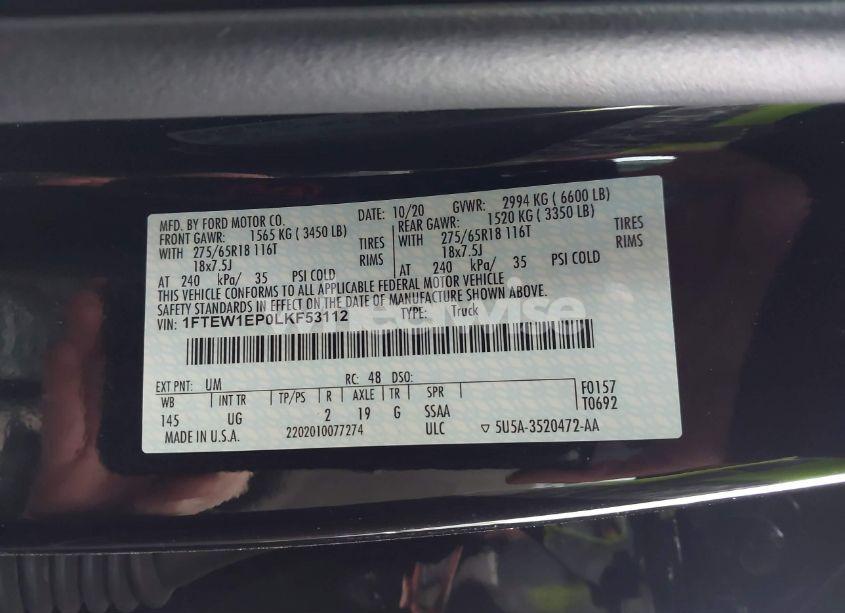 MFD. BY FORD MOTOR CO. DATE: 10/20 GVWR: 2994 KG ( 6600 LB)
FRONT GAWR: 1565 KG ( 3450 LB) REAR GAWR: 1520 KG ( 3350 LB)
WITH 275/65R18 116T TIRES WITH 275/65R18 116T TIRES
18x7.5J RIMS 18x7.5J RIMS
AT 240 kPa/ 35 PSI COLD AT 240 kPa/ 35 PSI COLD
THIS VEHICLE CONFORMS TO ALL APPLICABLE FEDERAL MOTOR VEHICLE
SAFETY STANDARDS IN EFFECT ON THE DATE OF MANUFACTURE SHOWN ABOVE.
VIN: 1FTEW1EP0LKF53112 TYPE: Truck
EXT PNT: UM RC: 48 DSO:
WB INT TR TP/PS R AXLE TR SPR F0157
145 UG 2 19 G SSAA T0692
MADE IN U.S.A. 2202010077274 ULC 5U5A-3520472-AA